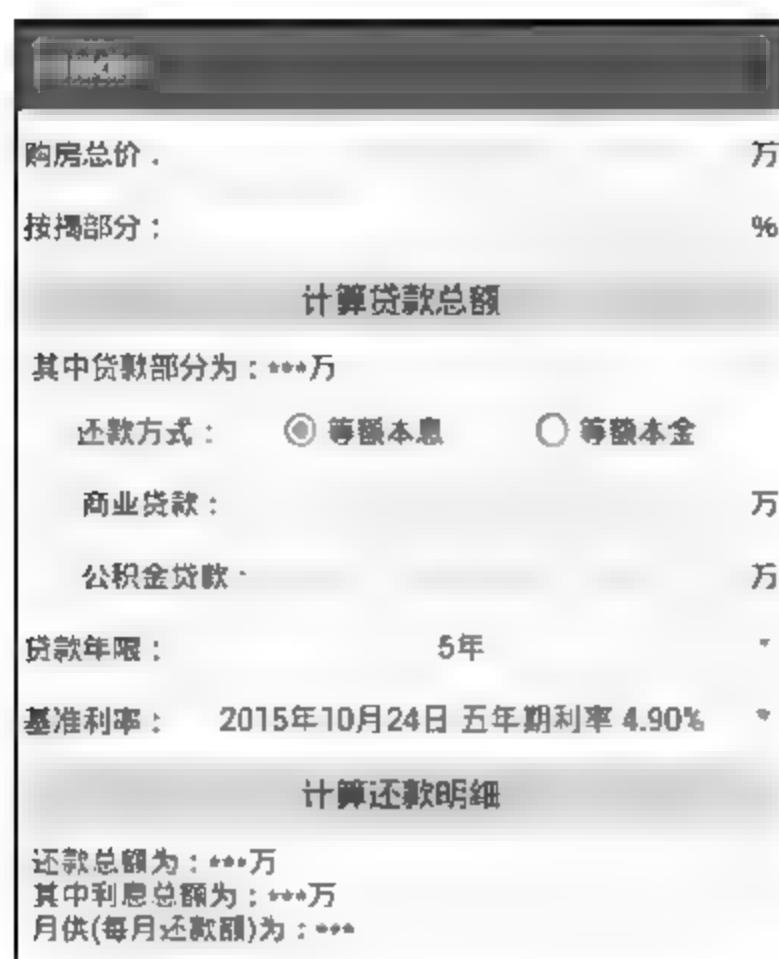 购房总价：
万
按揭部分：
%
计算贷款总额
其中贷款部分为：***万
还款方式： 等额本息 等额本金
商业贷款： 万
公积金贷款： 万
贷款年限： 5年
基准利率： 2015年10月24日 五年期利率 4.90%
计算还款明细
还款总额为：***万
其中利息总额为：***万
月供(每月还款额)为：***